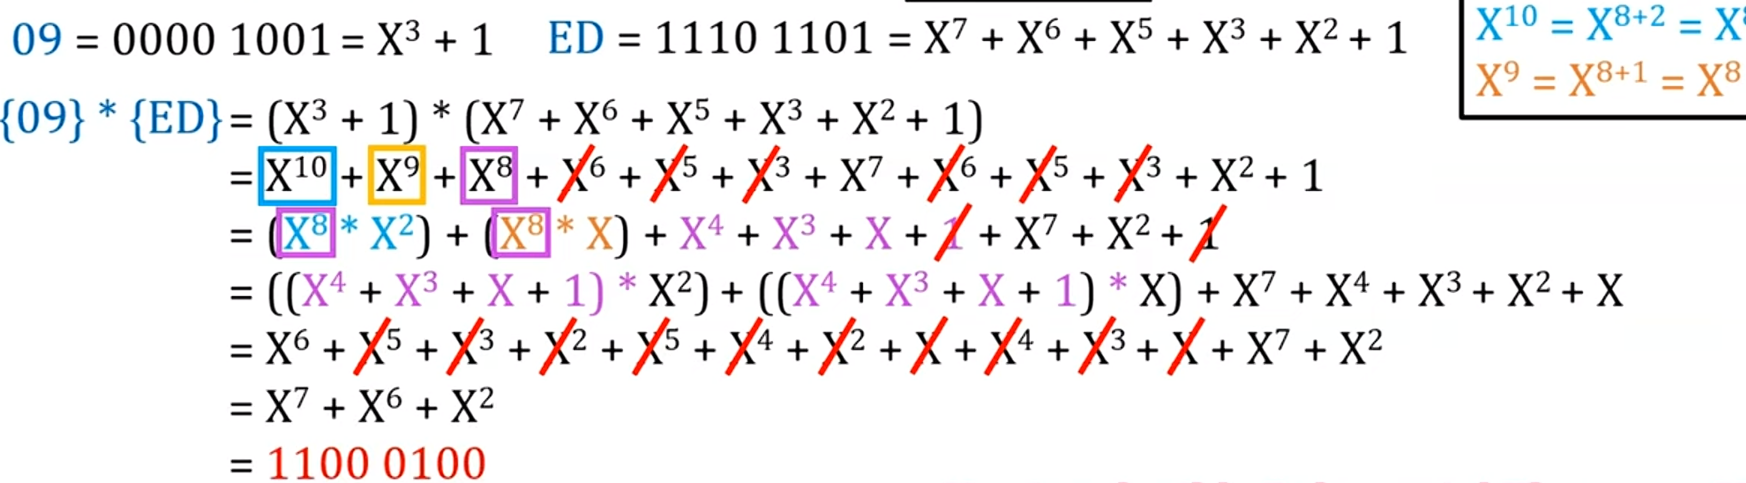 09 = 0000 1001 = X³ + 1 ED = 1110 1101 = X⁷ + X⁶ + X⁵ + X³ + X² + 1
X¹⁰ = X⁸⁺² = X
X⁹ = X⁸⁺¹ = X⁸
{09} * {ED} = (X³ + 1) * (X⁷ + X⁶ + X⁵ + X³ + X² + 1)
= X¹⁰ + X⁹ + X⁸ + X⁶ + X⁵ + X³ + X⁷ + X⁶ + X⁵ + X³ + X² + 1
= (X⁸ * X²) + (X⁸ * X) + X⁴ + X³ + X + 1 + X⁷ + X² + 1
= ((X⁴ + X³ + X + 1) * X²) + ((X⁴ + X³ + X + 1) * X) + X⁷ + X⁴ + X³ + X² + X
= X⁶ + X⁵ + X³ + X² + X⁵ + X⁴ + X² + X + X⁴ + X³ + X + X⁷ + X²
= X⁷ + X⁶ + X²
= 1100 0100